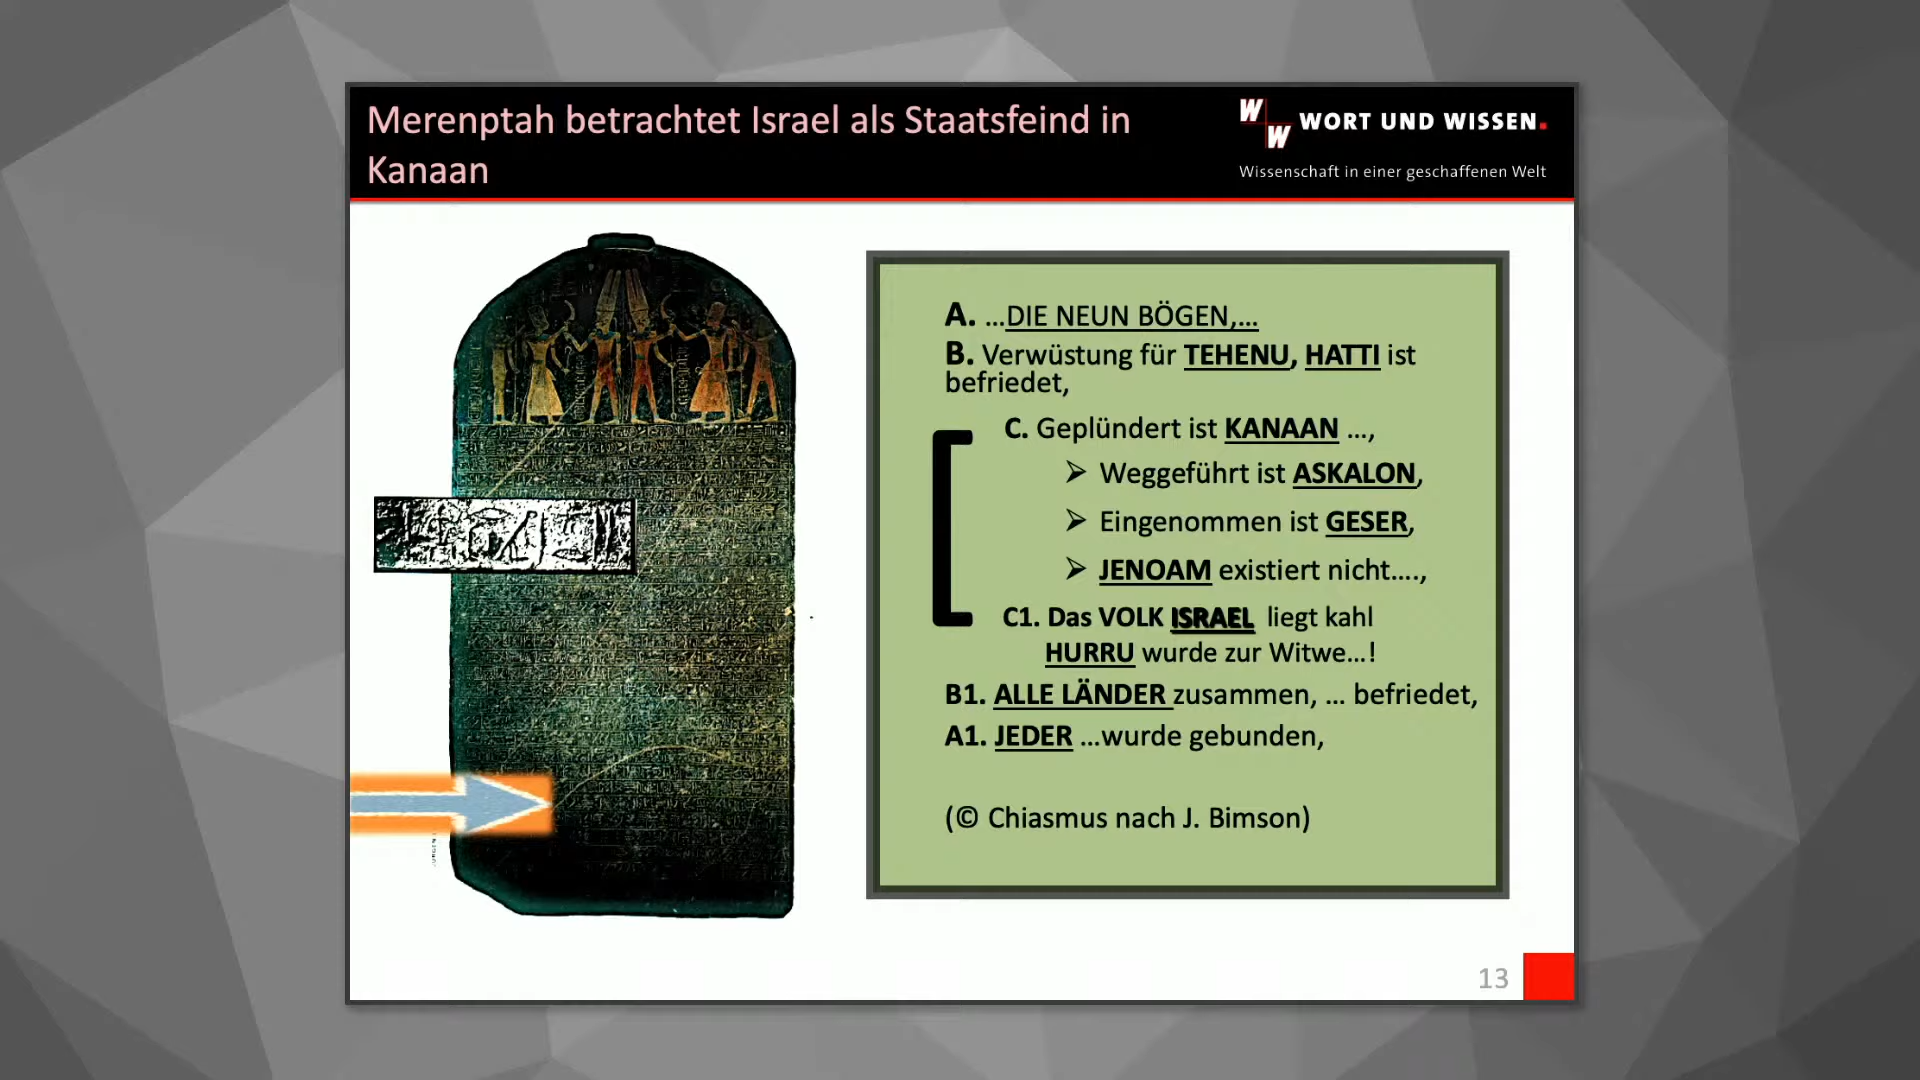 Merenptah betrachtet Israel als Staatsfeind in
Kanaan
WW WORT UND WISSEN.
Wissenschaft in einer geschaffenen Welt
A. …DIE NEUN BÖGEN,…
B. Verwüstung für TEHENU, HATTI ist
befriedet,
C. Geplündert ist KANAAN …,
➢ Weggeführt ist ASKALON,
➢ Eingenommen ist GESER,
➢ JENOAM existiert nicht….,
C1. Das VOLK ISRAEL liegt kahl
HURRU wurde zur Witwe…!
B1. ALLE LÄNDER zusammen, … befriedet,
A1. JEDER …wurde gebunden,
(© Chiasmus nach J. Bimson)
13